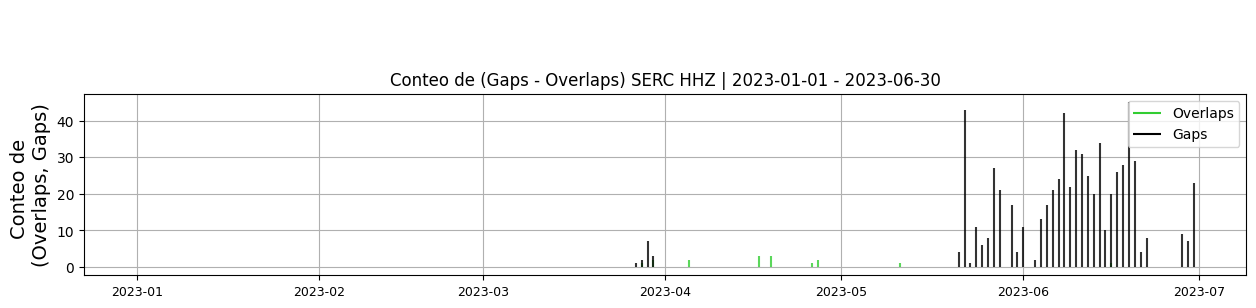 Conteo de (Gaps - Overlaps) SERC HHZ | 2023-01-01 - 2023-06-30
Conteo de
(Overlaps, Gaps)
40
30
20
10
0
Overlaps
Gaps
2023-01
2023-02
2023-03
2023-04
2023-05
2023-06
2023-07